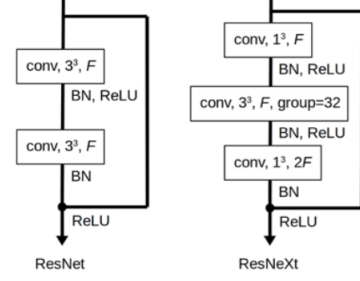 conv, 3³, F
BN, ReLU
conv, 3³, F
BN
ReLU
ResNet
conv, 1³, F
BN, ReLU
conv, 3³, F, group=32
BN, ReLU
conv, 1³, 2F
BN
ReLU
ResNeXt